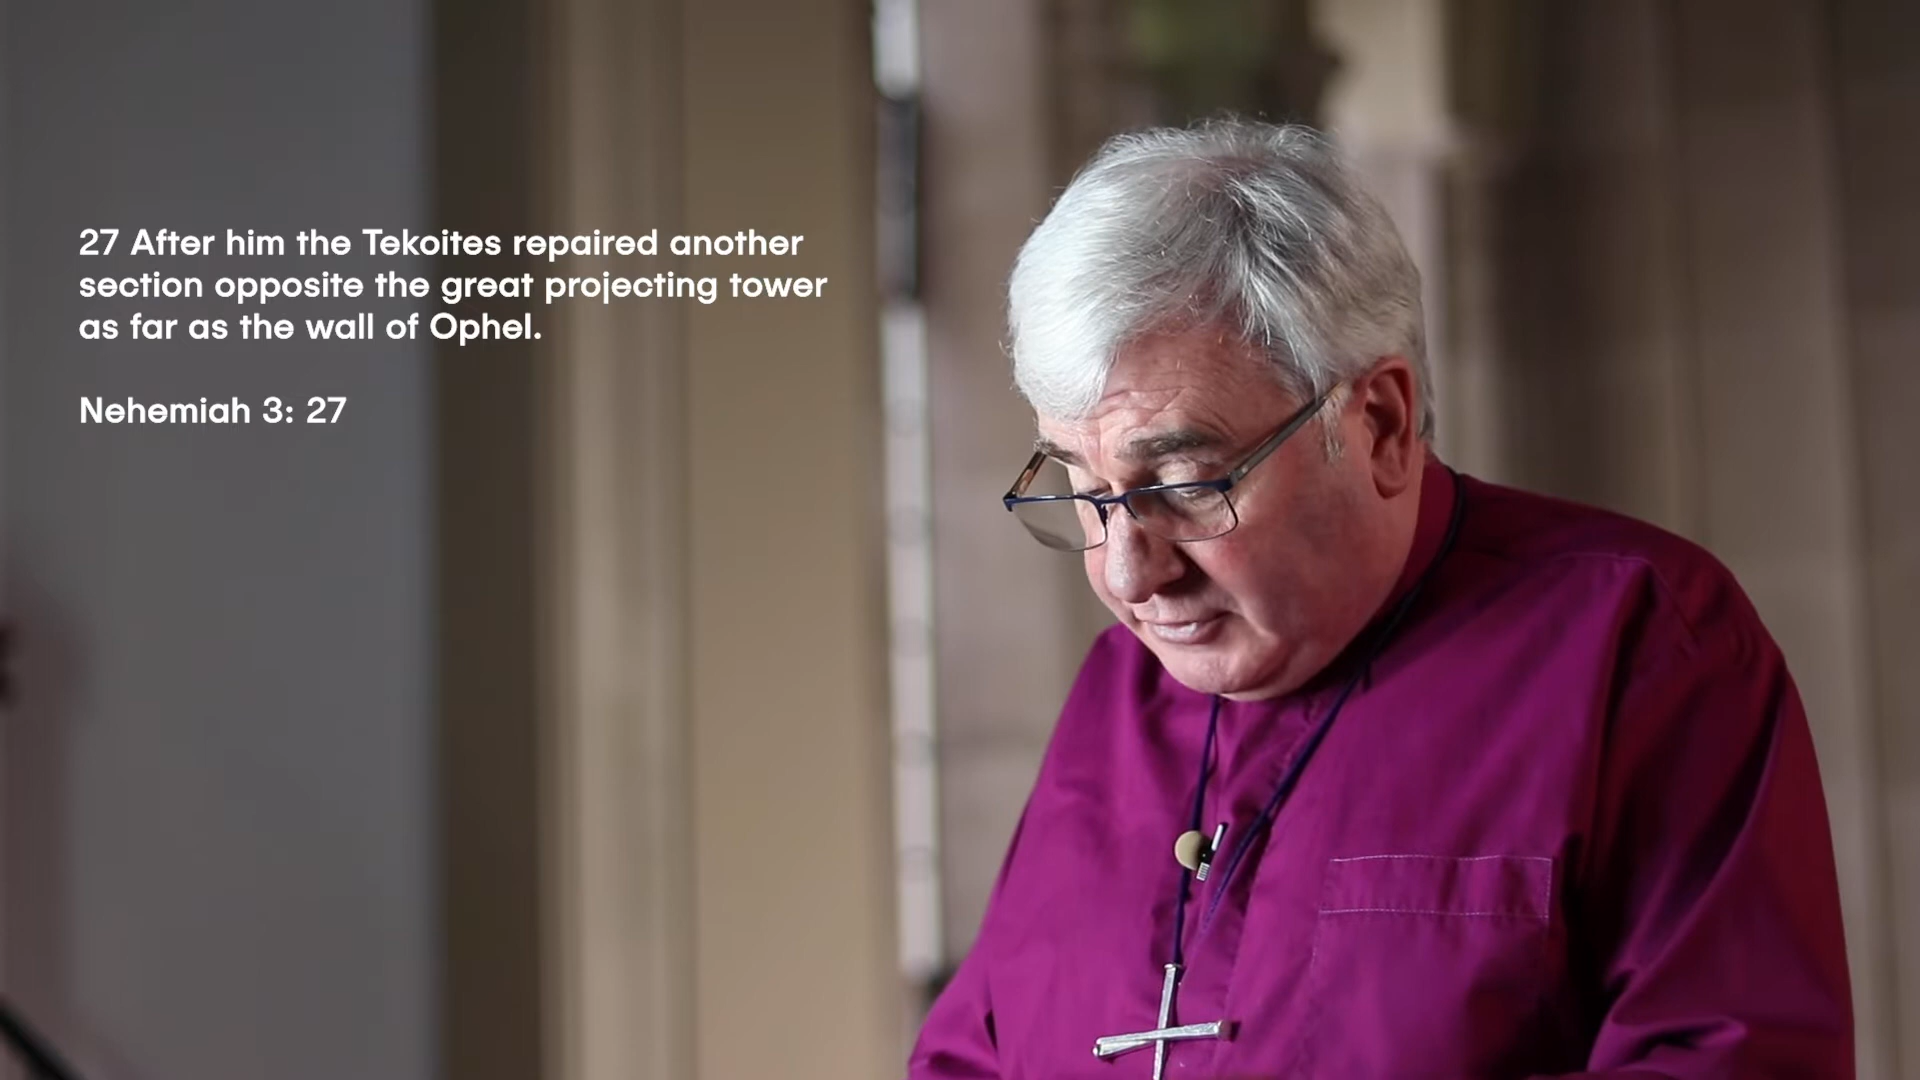 27 After him the Tekoites repaired another
section opposite the great projecting tower
as far as the wall of Ophel.
Nehemiah 3: 27